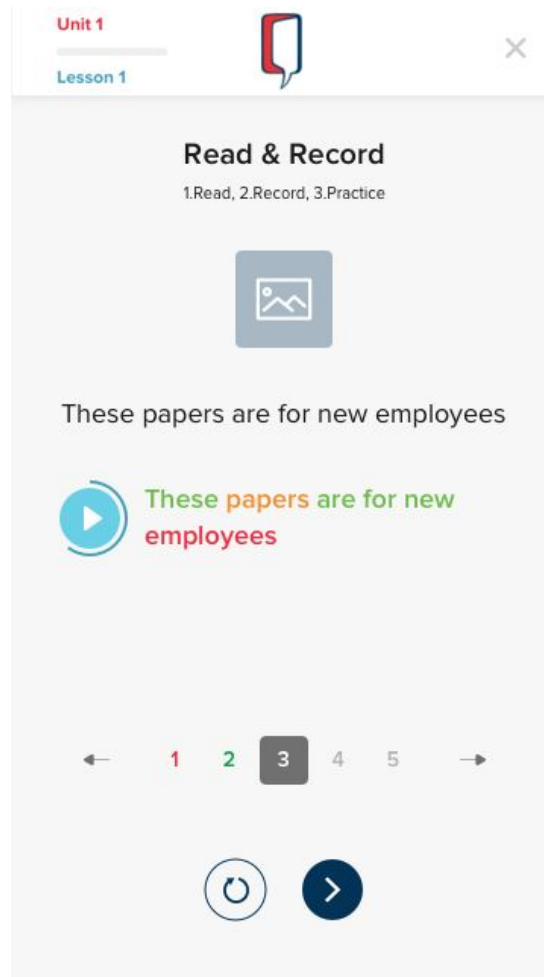 Unit 1
Lesson 1
Read & Record
1.Read, 2.Record, 3.Practice
These papers are for new employees
These papers are for new
employees
1 2 3 4 5